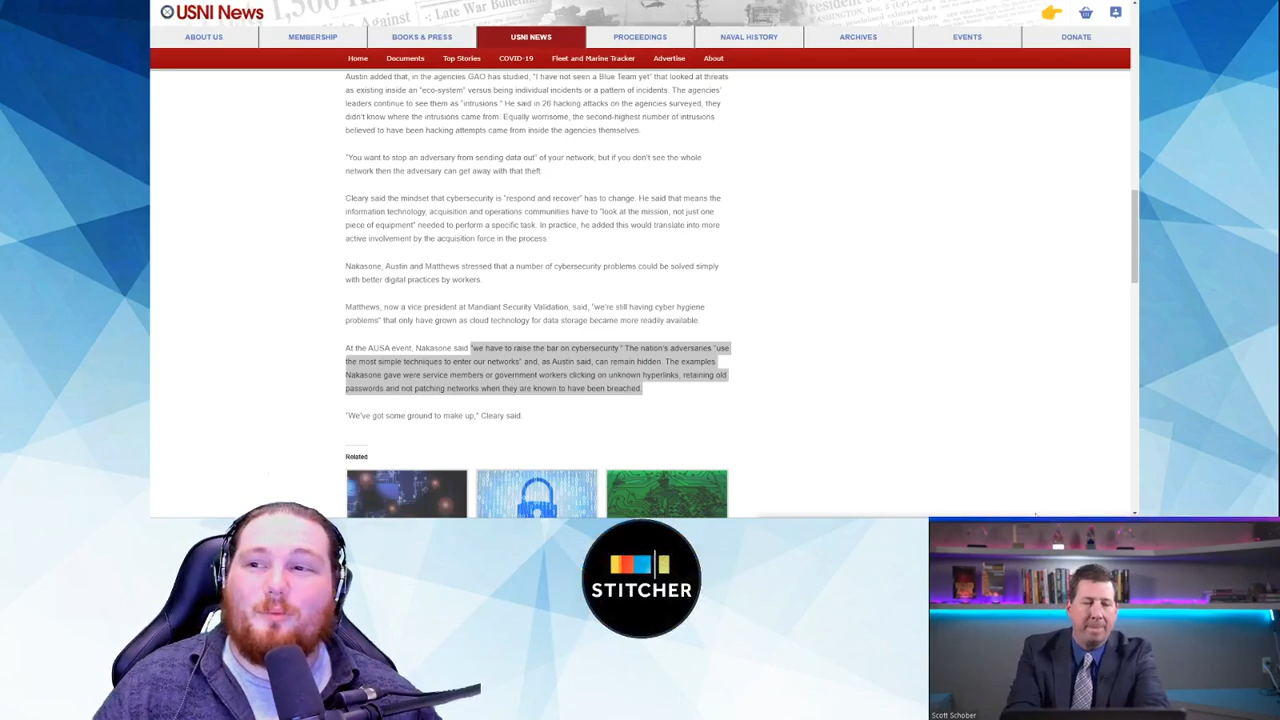 USNI News
ABOUT US
MEMBERSHIP
BOOKS & PRESS
USNI NEWS
PROCEEDINGS
NAVAL HISTORY
ARCHIVES
EVENTS
DONATE
Home
Documents
Top Stories
COVID-19
Fleet and Marine Tracker
Advertise
About
Austin added that, in the agencies GAO has studied, "I have not seen a Blue Team yet" that looked at threats
as existing inside an "eco-system" versus being individual incidents or a pattern of incidents. The agencies'
leaders continue to see them as "intrusions." He said in 26 hacking attacks on the agencies surveyed, they
didn't know where the intrusions came from. Equally worrisome, the second-highest number of intrusions
believed to have been hacking attempts came from inside the agencies themselves.
"You want to stop an adversary from sending data out" of your network, but if you don't see the whole
network then the adversary can get away with that theft.
Cleary said the mindset that cybersecurity is "respond and recover" has to change. He said that means the
information technology, acquisition and operations communities have to "look at the mission, not just one
piece of equipment" needed to perform a specific task. In practice, he added this would translate into more
active involvement by the acquisition force in the process.
Nakasone, Austin and Matthews stressed that a number of cybersecurity problems could be solved simply
with better digital practices by workers.
Matthews, now a vice president at Mandiant Security Validation, said, "we're still having cyber hygiene
problems" that only have grown as cloud technology for data storage became more readily available.
At the AUSA event, Nakasone said "we have to raise the bar on cybersecurity." The nation's adversaries "use
the most simple techniques to enter our networks" and, as Austin said, can remain hidden. The examples
Nakasone gave were service members or government workers clicking on unknown hyperlinks, retaining old
passwords and not patching networks when they are known to have been breached.
"We've got some ground to make up," Cleary said.
Related
STITCHER
Scott Schober